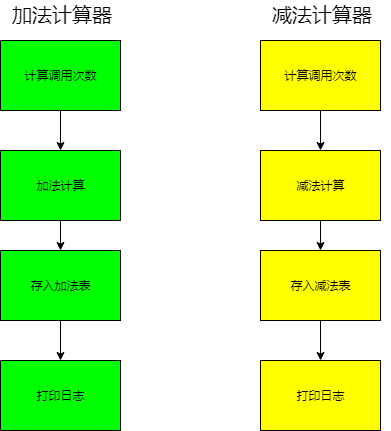 加法计算器
减法计算器
计算调用次数
计算调用次数
加法计算
减法计算
存入加法表
存入减法表
打印日志
打印日志